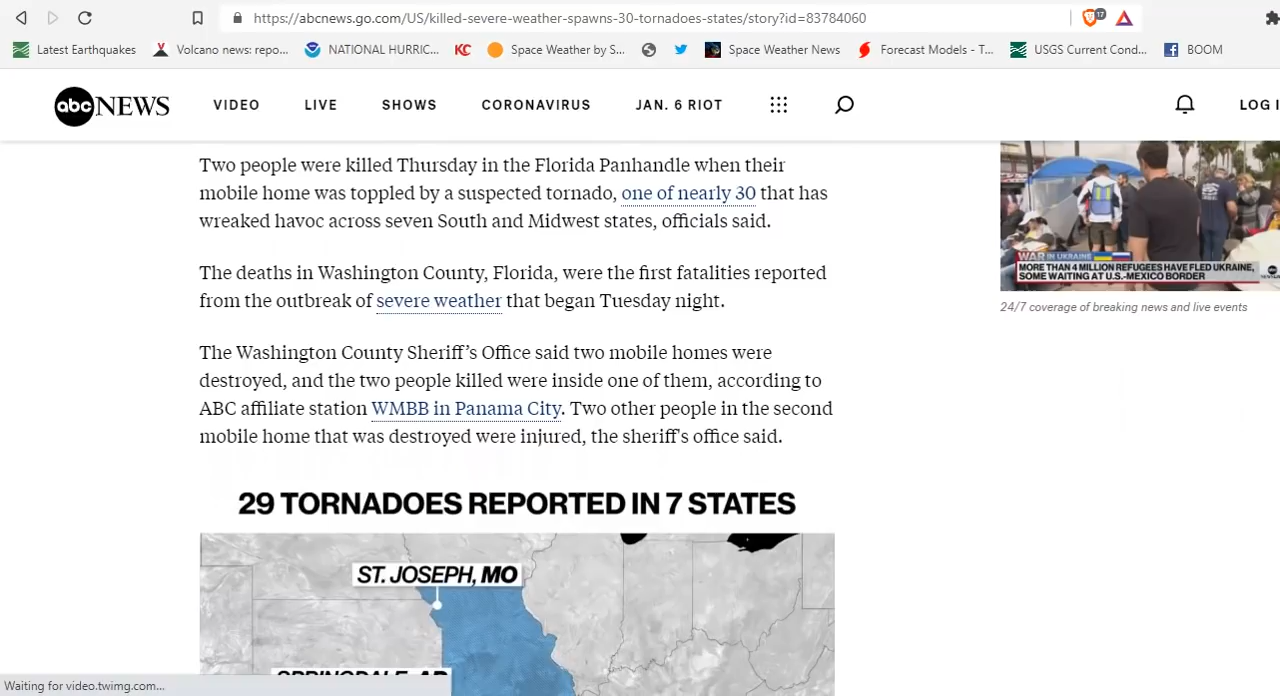 https://abcnews.go.com/US/killed-severe-weather-spawns-30-tornadoes-states/story?id=83784060
17
Latest Earthquakes
Volcano news: repo...
NATIONAL HURRIC...
KC
Space Weather by S...
Space Weather News
Forecast Models - T...
USGS Current Cond...
BOOM
abc NEWS
VIDEO
LIVE
SHOWS
CORONAVIRUS
JAN. 6 RIOT
LOG I
Two people were killed Thursday in the Florida Panhandle when their
mobile home was toppled by a suspected tornado, one of nearly 30 that has
wreaked havoc across seven South and Midwest states, officials said.
The deaths in Washington County, Florida, were the first fatalities reported
from the outbreak of severe weather that began Tuesday night.
The Washington County Sheriff’s Office said two mobile homes were
destroyed, and the two people killed were inside one of them, according to
ABC affiliate station WMBB in Panama City. Two other people in the second
mobile home that was destroyed were injured, the sheriff's office said.
WAR IN UKRAINE
MORE THAN 4 MILLION REFUGEES HAVE FLED UKRAINE,
SOME WAITING AT U.S.-MEXICO BORDER
24/7 coverage of breaking news and live events
29 TORNADOES REPORTED IN 7 STATES
ST. JOSEPH, MO
SPRINGDALE, AR
Waiting for video.twimg.com...